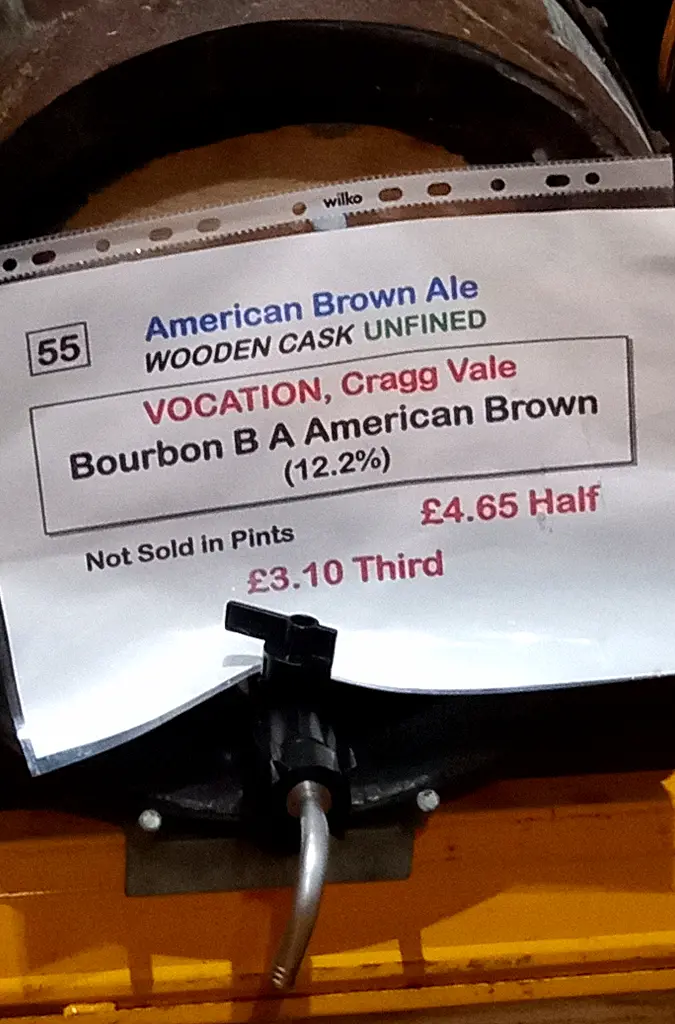 wilko
55
American Brown Ale
WOODEN CASK UNFINED
VOCATION, Cragg Vale
Bourbon B A American Brown
(12.2%)
£4.65 Half
Not Sold in Pints
£3.10 Third